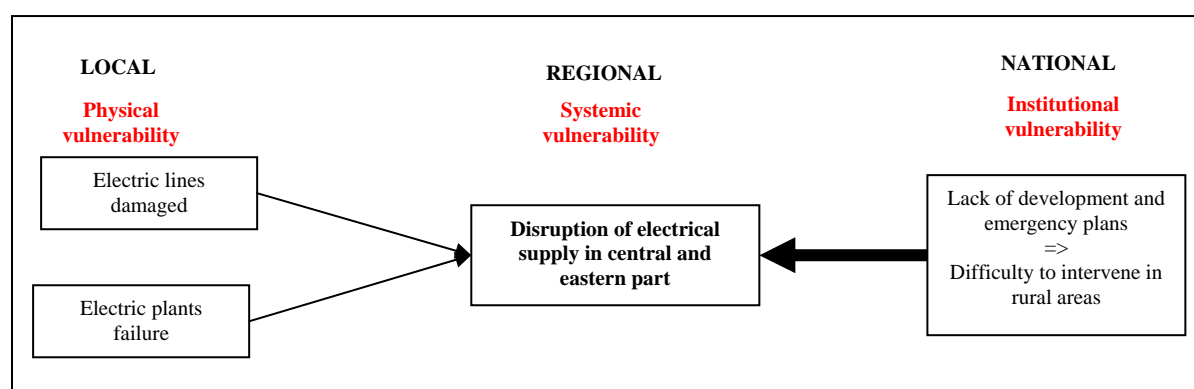 LOCAL
Physical
vulnerability
Electric lines
damaged
Electric plants
failure
REGIONAL
Systemic
vulnerability
Disruption of electrical
supply in central and
eastern part
NATIONAL
Institutional
vulnerability
Lack of development and
emergency plans
=>
Difficulty to intervene in
rural areas